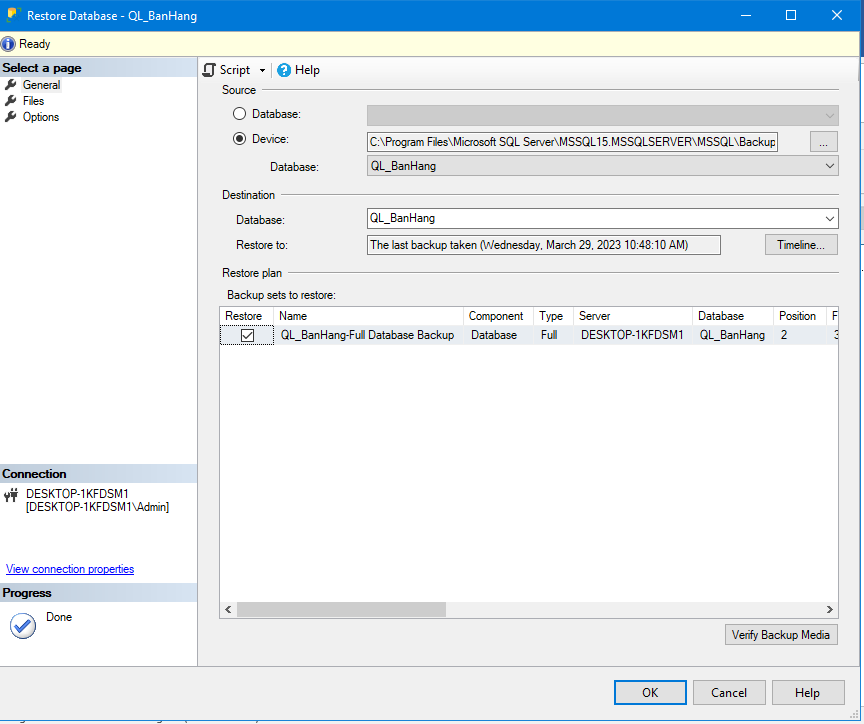 Restore Database - QL_BanHang
Ready
Select a page
General
Files
Options
Script
Help
Source
Database:
Device:
C:\Program Files\Microsoft SQL Server\MSSQL15.MSSQLSERVER\MSSQL\Backup
...
Database:
QL_BanHang
Destination
Database:
QL_BanHang
Restore to:
The last backup taken (Wednesday, March 29, 2023 10:48:10 AM)
Timeline...
Restore plan
Backup sets to restore:
Restore Name Component Type Server Database Position F
QL_BanHang-Full Database Backup Database Full DESKTOP-1KFDSM1 QL_BanHang 2 3
Connection
DESKTOP-1KFDSM1
[DESKTOP-1KFDSM1\Admin]
View connection properties
Progress
Done
Verify Backup Media
OK
Cancel
Help